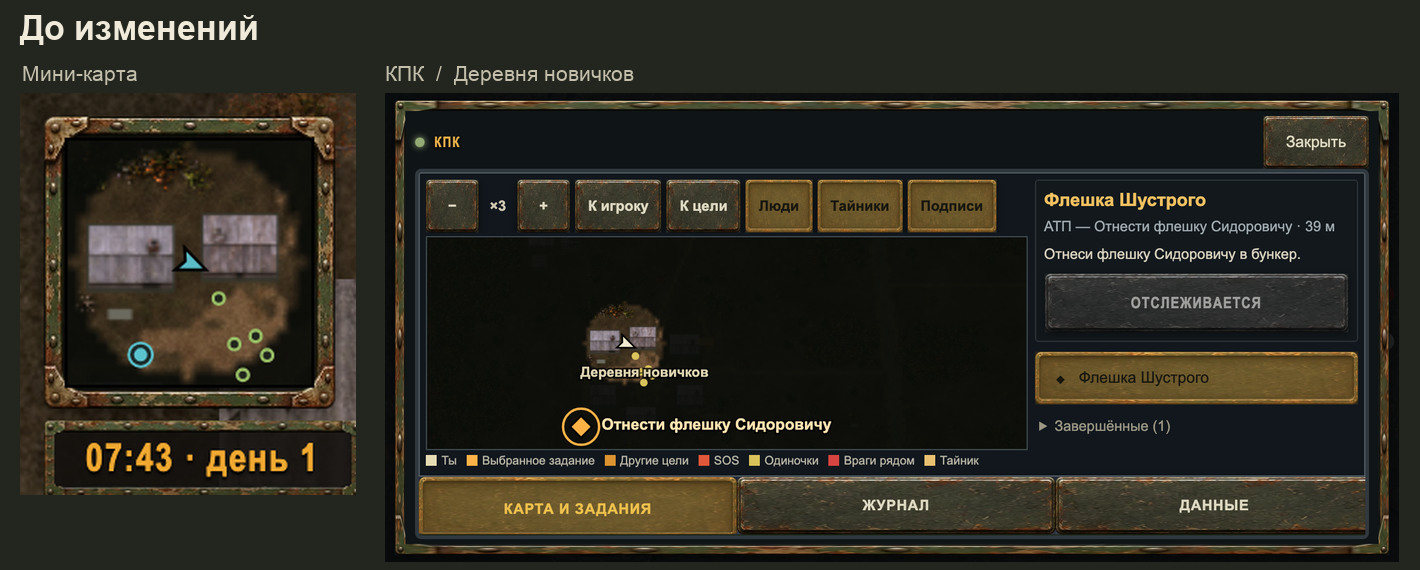 До изменений
Мини-карта
КПК / Деревня новичков
КПК
Закрыть
−
×3
+
К игроку
К цели
Люди
Тайники
Подписи
Флешка Шустрого
АТП — Отнести флешку Сидоровичу · 39 м
Отнеси флешку Сидоровичу в бункер.
ОТСЛЕЖИВАЕТСЯ
Флешка Шустрого
Завершённые (1)
Деревня новичков
Отнести флешку Сидоровичу
Ты
Выбранное задание
Другие цели
SOS
Одиночки
Враги рядом
Тайник
КАРТА И ЗАДАНИЯ
ЖУРНАЛ
ДАННЫЕ
07:43 · день 1